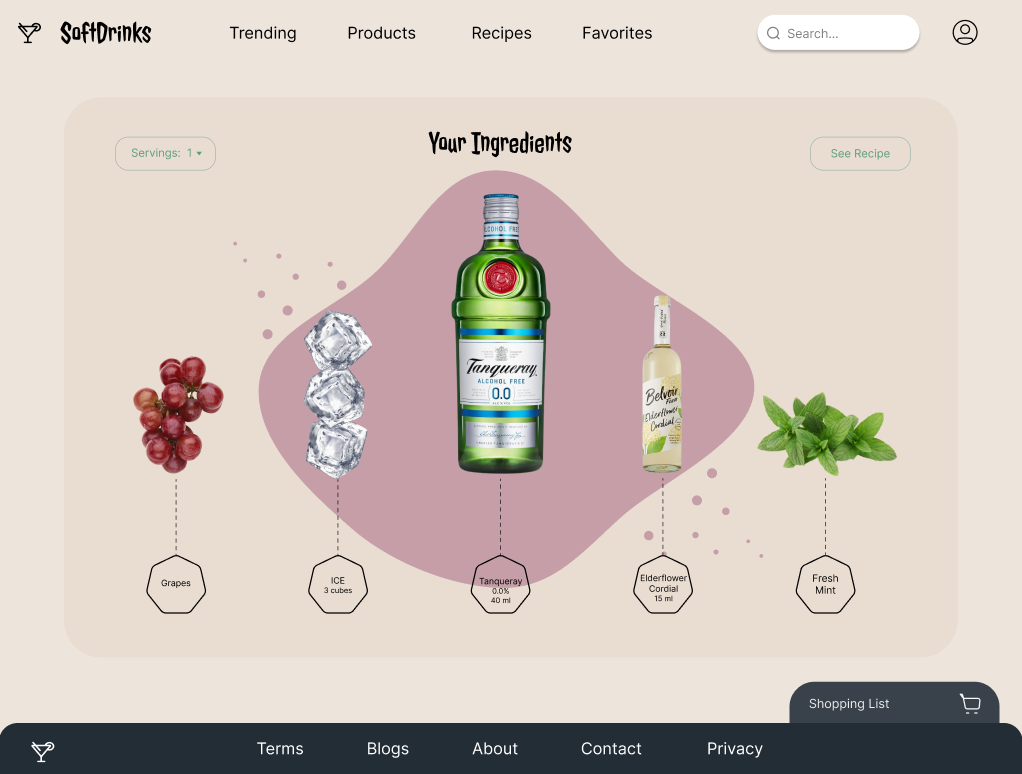 SoftDrinks
Trending
Products
Recipes
Favorites
Search...
Servings: 1
Your Ingredients
See Recipe
ALCOHOL FREE
Tanqueray
ALCOHOL FREE
0.0
Belvoir
Farm
Elderflower
Cordial
Grapes
ICE
3 cubes
Tanqueray
0.0%
40 ml
Elderflower
Cordial
15 ml
Fresh
Mint
Shopping List
Terms
Blogs
About
Contact
Privacy